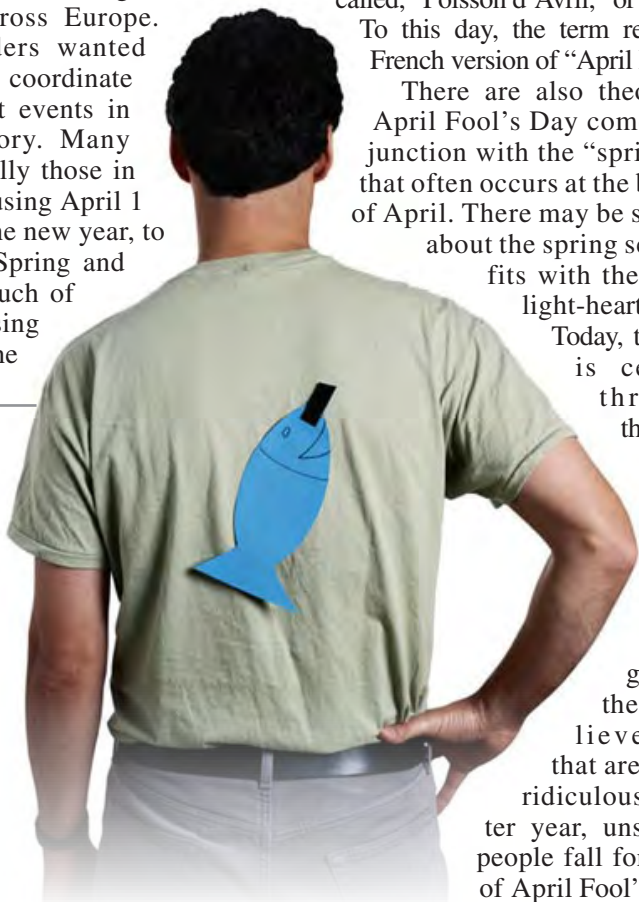 ross Europe.
ders wanted
coordinate
t events in
ory. Many
lly those in
using April 1
he new year, to
Spring and
uch of
sing
he
called, “Poisson d’Avril,” or
To this day, the term re
French version of “April
There are also theo
April Fool’s Day com
junction with the “spri
that often occurs at the b
of April. There may be s
about the spring se
fits with the
light-heart
Today, t
is ce
thr
th
g
the
lieve
that are
ridiculous
ter year, uns
people fall for
of April Fool’